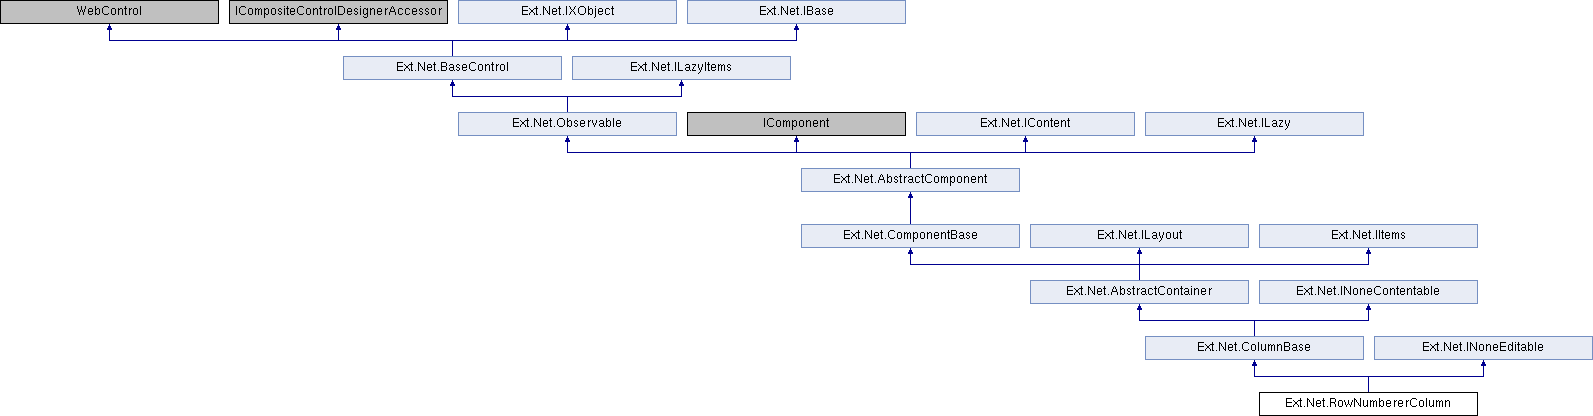 WebControl
ICompositeControlDesignerAccessor
Ext.Net.IXObject
Ext.Net.IBase
Ext.Net.BaseControl
Ext.Net.ILazyItems
Ext.Net.Observable
IComponent
Ext.Net.IContent
Ext.Net.ILazy
Ext.Net.AbstractComponent
Ext.Net.ComponentBase
Ext.Net.ILayout
Ext.Net.IItems
Ext.Net.AbstractContainer
Ext.Net.INoneContentable
Ext.Net.ColumnBase
Ext.Net.INoneEditable
Ext.Net.RowNumbererColumn